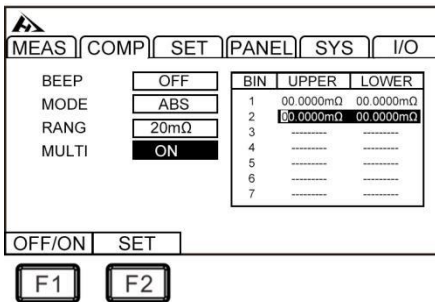 MEAS COMP SET PANEL SYS I/O
BEEP OFF
MODE ABS
RANG 20mΩ
MULTI ON
BIN UPPER LOWER
1 00.0000mΩ 00.0000mΩ
2 00.0000mΩ 00.0000mΩ
3 --------- ---------
4 --------- ---------
5 --------- ---------
6 --------- ---------
7 --------- ---------
OFF/ON SET
F1 F2